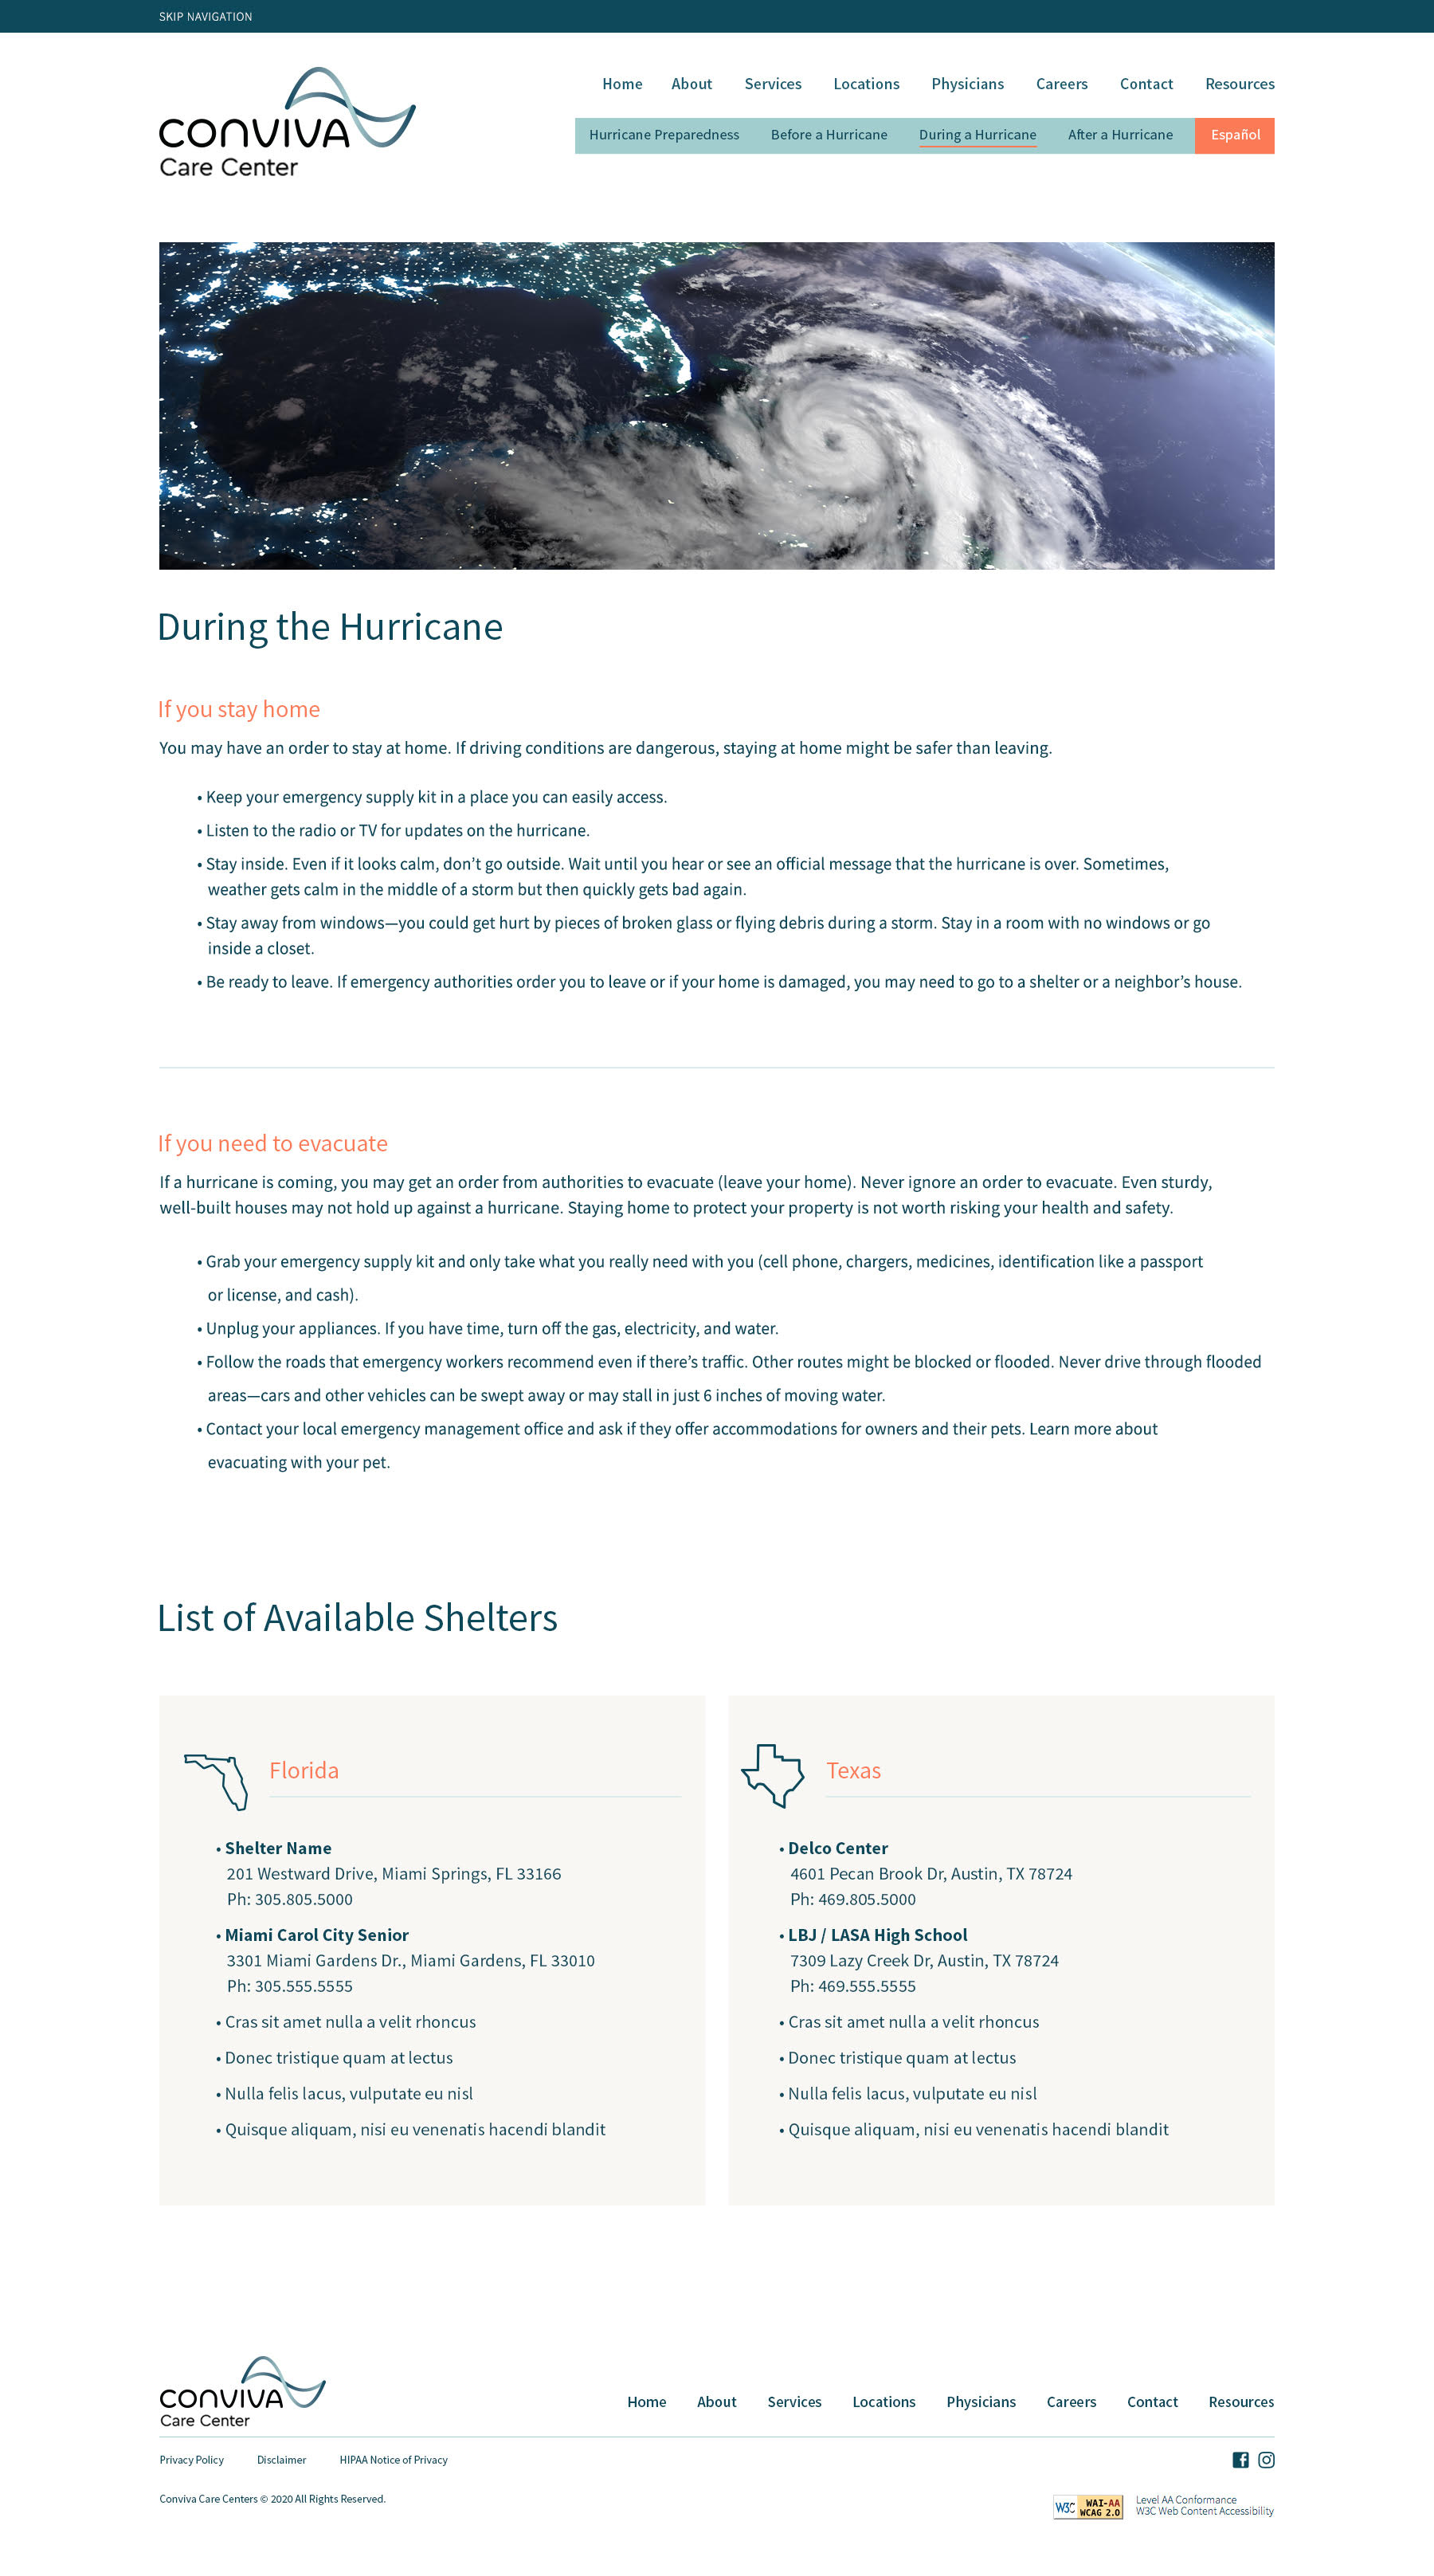 SKIP NAVIGATION
CONVIVA
Care Center
Home About Services Locations Physicians Careers Contact Resources
Hurricane Preparedness Before a Hurricane During a Hurricane After a Hurricane Español
During the Hurricane
If you stay home
You may have an order to stay at home. If driving conditions are dangerous, staying at home might be safer than leaving.
• Keep your emergency supply kit in a place you can easily access.
• Listen to the radio or TV for updates on the hurricane.
• Stay inside. Even if it looks calm, don’t go outside. Wait until you hear or see an official message that the hurricane is over. Sometimes,
weather gets calm in the middle of a storm but then quickly gets bad again.
• Stay away from windows—you could get hurt by pieces of broken glass or flying debris during a storm. Stay in a room with no windows or go
inside a closet.
• Be ready to leave. If emergency authorities order you to leave or if your home is damaged, you may need to go to a shelter or a neighbor’s house.
If you need to evacuate
If a hurricane is coming, you may get an order from authorities to evacuate (leave your home). Never ignore an order to evacuate. Even sturdy,
well-built houses may not hold up against a hurricane. Staying home to protect your property is not worth risking your health and safety.
• Grab your emergency supply kit and only take what you really need with you (cell phone, chargers, medicines, identification like a passport
or license, and cash).
• Unplug your appliances. If you have time, turn off the gas, electricity, and water.
• Follow the roads that emergency workers recommend even if there’s traffic. Other routes might be blocked or flooded. Never drive through flooded
areas—cars and other vehicles can be swept away or may stall in just 6 inches of moving water.
• Contact your local emergency management office and ask if they offer accommodations for owners and their pets. Learn more about
evacuating with your pet.
List of Available Shelters
Florida
• Shelter Name
201 Westward Drive, Miami Springs, FL 33166
Ph: 305.805.5000
• Miami Carol City Senior
3301 Miami Gardens Dr., Miami Gardens, FL 33010
Ph: 305.555.5555
• Cras sit amet nulla a velit rhoncus
• Donec tristique quam at lectus
• Nulla felis lacus, vulputate eu nisl
• Quisque aliquam, nisi eu venenatis hacendi blandit
Texas
• Delco Center
4601 Pecan Brook Dr, Austin, TX 78724
Ph: 469.805.5000
• LBJ / LASA High School
7309 Lazy Creek Dr, Austin, TX 78724
Ph: 469.555.5555
• Cras sit amet nulla a velit rhoncus
• Donec tristique quam at lectus
• Nulla felis lacus, vulputate eu nisl
• Quisque aliquam, nisi eu venenatis hacendi blandit
CONVIVA
Care Center
Home About Services Locations Physicians Careers Contact Resources
Privacy Policy Disclaimer HIPAA Notice of Privacy
Conviva Care Centers © 2020 All Rights Reserved.
W3C WAI-AA
WCAG 2.0
Level AA Conformance
W3C Web Content Accessibility